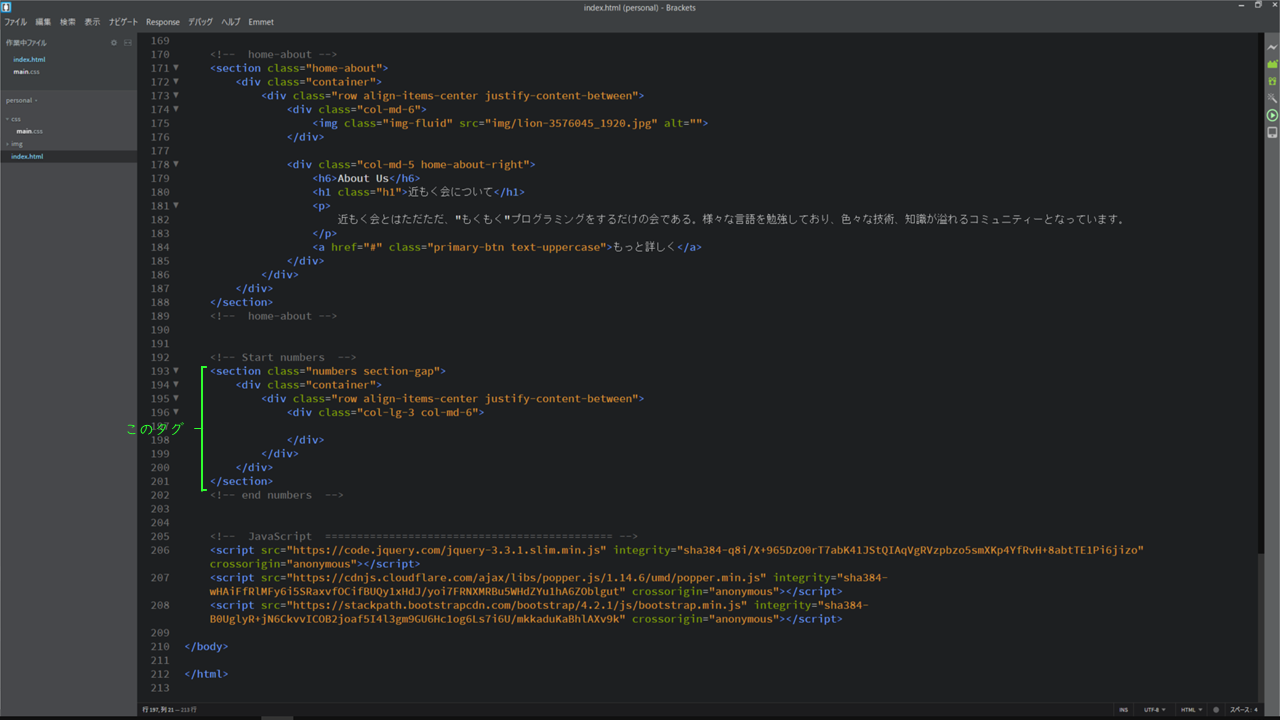 index.html (personal) - Brackets
ファイル 編集 検索 表示 ナビゲート Response デバッグ ヘルプ Emmet
作業中ファイル
index.html
main.css
personal
css
main.css
img
index.html
169
170 <!--  home-about -->
171 <section class="home-about">
172 <div class="container">
173 <div class="row align-items-center justify-content-between">
174 <div class="col-md-6">
175 <img class="img-fluid" src="img/lion-3576045_1920.jpg" alt="">
176 </div>
177
178 <div class="col-md-5 home-about-right">
179 <h6>About Us</h6>
180 <h1 class="h1">近もく会について</h1>
181 <p>
182 近もく会とはただただ、"もくもく"プログラミングをするだけの会である。様々な言語を勉強しており、色々な技術、知識が溢れるコミュニティーとなっています。
183 </p>
184 <a href="#" class="primary-btn text-uppercase">もっと詳しく</a>
185 </div>
186 </div>
187 </div>
188 </section>
189 <!--  home-about -->
190
191
192 <!-- Start numbers  -->
193 <section class="numbers section-gap">
194 <div class="container">
195 <div class="row align-items-center justify-content-between">
196 <div class="col-lg-3 col-md-6">
197
このタグ
198 </div>
199 </div>
200 </div>
201 </section>
202 <!-- end numbers  -->
203
204
205 <!--  JavaScript  ============================================= -->
206 <script src="https://code.jquery.com/jquery-3.3.1.slim.min.js" integrity="sha384-q8i/X+965DzO0rT7abK41JStQIAqVgRVzpbzo5smXKp4YfRvH+8abtTE1Pi6jizo"
crossorigin="anonymous"></script>
207 <script src="https://cdnjs.cloudflare.com/ajax/libs/popper.js/1.14.6/umd/popper.min.js" integrity="sha384-
wHAiFfRlMFy6i5SRaxvfOCifBUQy1xHdJ/yoi7FRNXMRBu5WHdZYu1hA6ZOblgut" crossorigin="anonymous"></script>
208 <script src="https://stackpath.bootstrapcdn.com/bootstrap/4.2.1/js/bootstrap.min.js" integrity="sha384-
B0UglyR+jN6CkvvICOB2joaf5I4l3gm9GU6Hc1og6Ls7i6U/mkkaduKaBhlAXv9k" crossorigin="anonymous"></script>
209
210 </body>
211
212 </html>
213
行 197, 列 21 — 213 行
INS UTF-8 HTML スペース: 4